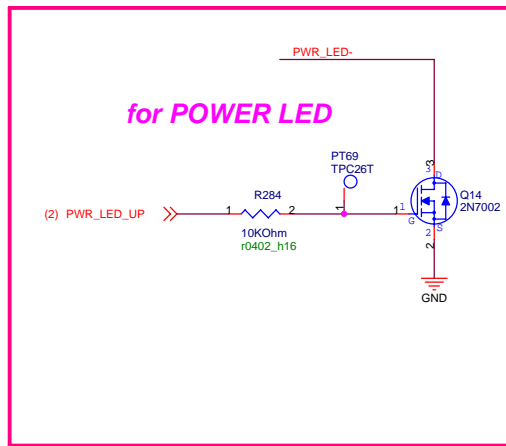 PWR_LED-
for POWER LED
PT69
TPC26T
3
3
D
R284
Q14
2N7002
(2) PWR_LED_UP
1
2
1
1
1
G
10KOhm
r0402_h16
2
S
2
GND